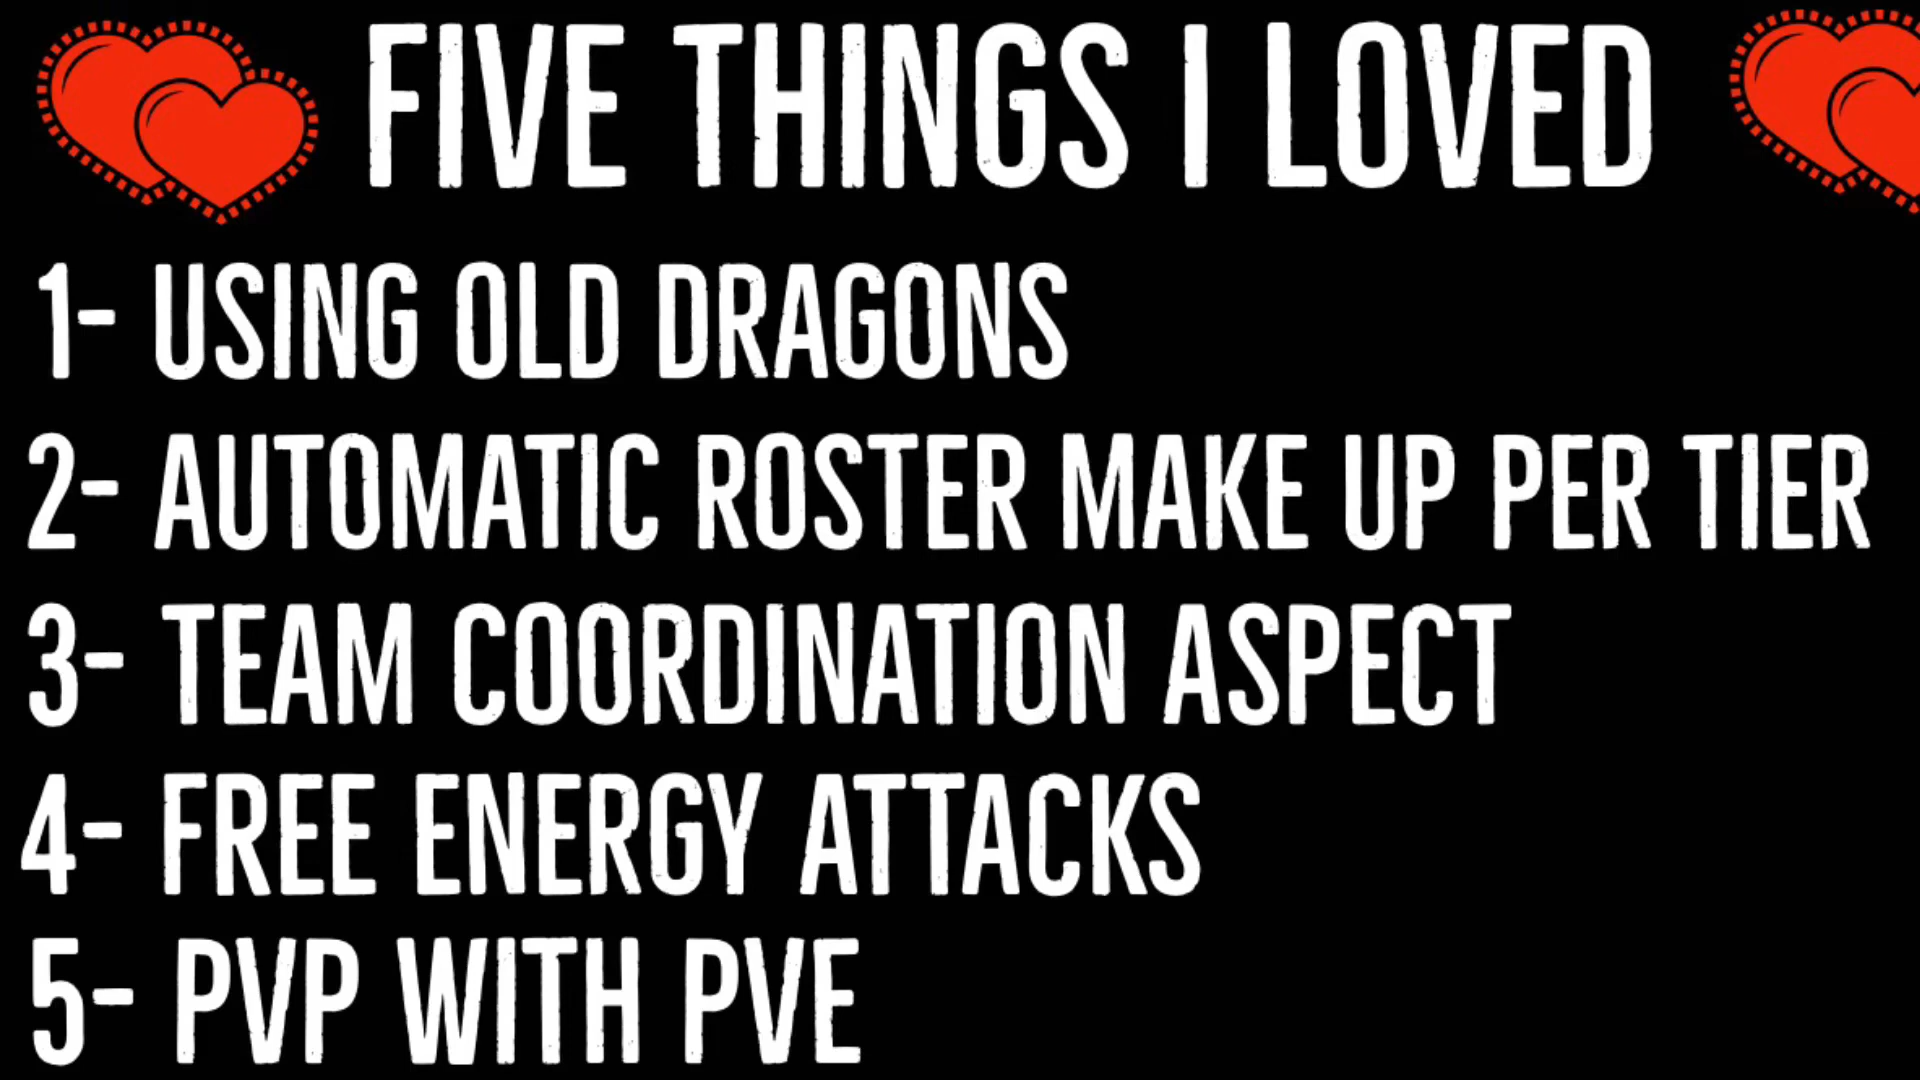 FIVE THINGS I LOVED
1- USING OLD DRAGONS
2- AUTOMATIC ROSTER MAKE UP PER TIER
3- TEAM COORDINATION ASPECT
4- FREE ENERGY ATTACKS
5- PVP WITH PVE